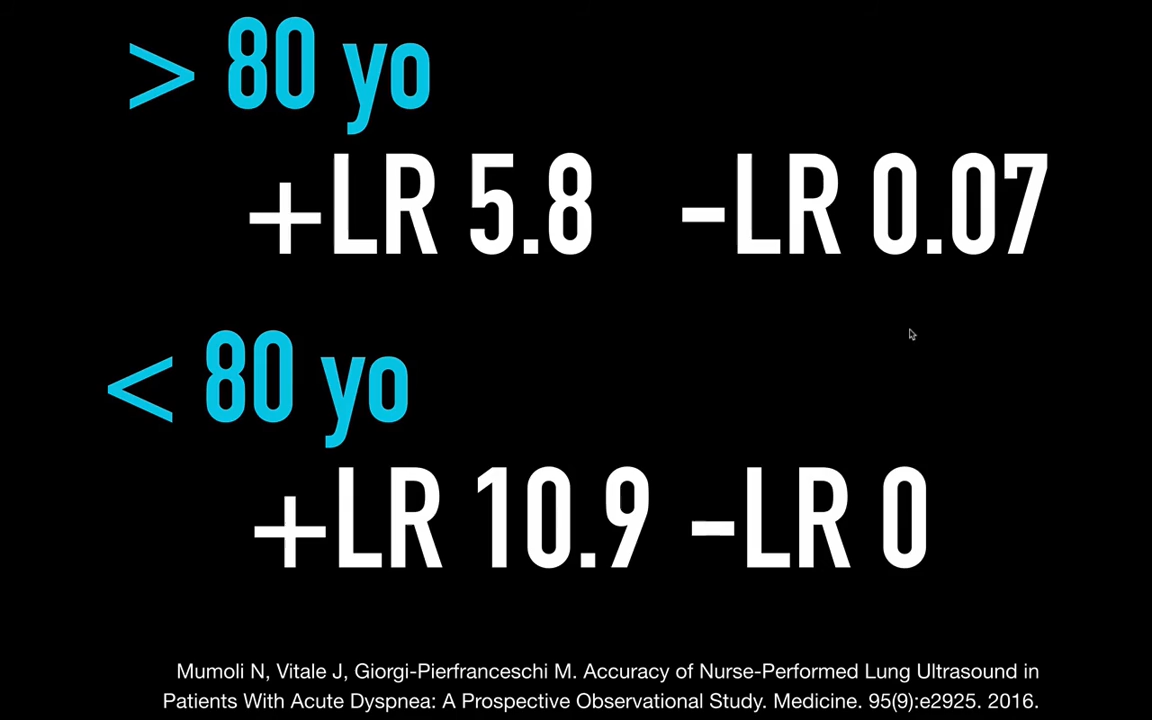 > 80 yo
+LR 5.8 -LR 0.07
< 80 yo
+LR 10.9 -LR 0
Mumoli N, Vitale J, Giorgi-Pierfranceschi M. Accuracy of Nurse-Performed Lung Ultrasound in
Patients With Acute Dyspnea: A Prospective Observational Study. Medicine. 95(9):e2925. 2016.